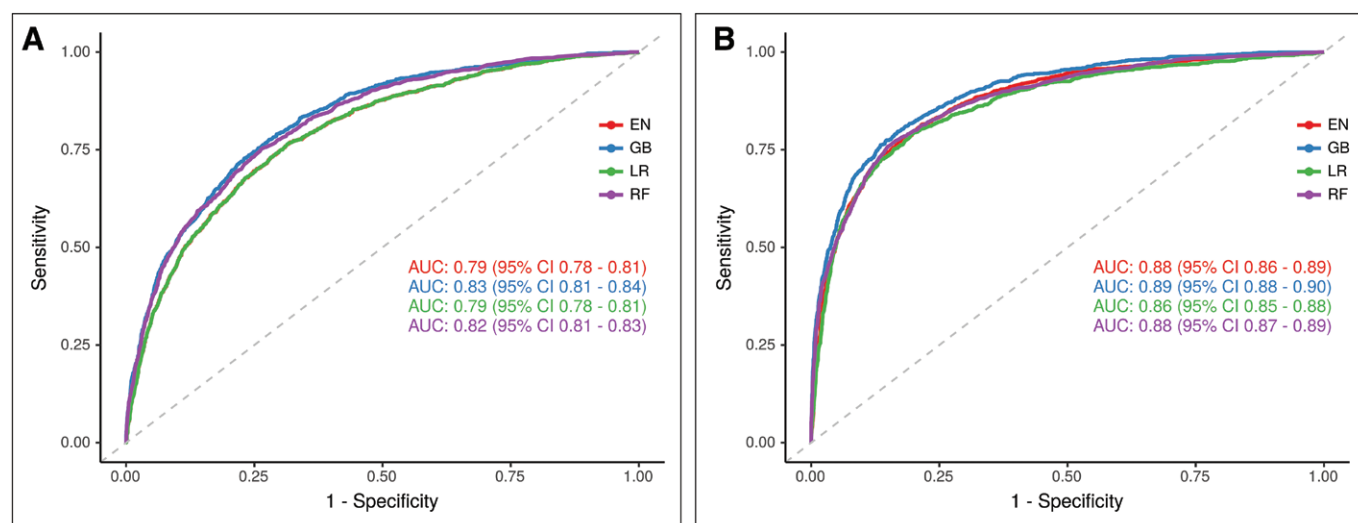 A
1.00
0.75
0.50
0.25
0.00
Sensitivity
EN
GB
LR
RF
AUC: 0.79 (95% CI 0.78 - 0.81)
AUC: 0.83 (95% CI 0.81 - 0.84)
AUC: 0.79 (95% CI 0.78 - 0.81)
AUC: 0.82 (95% CI 0.81 - 0.83)
0.00 0.25 0.50 0.75 1.00
1 - Specificity
B
1.00
0.75
0.50
0.25
0.00
Sensitivity
EN
GB
LR
RF
AUC: 0.88 (95% CI 0.86 - 0.89)
AUC: 0.89 (95% CI 0.88 - 0.90)
AUC: 0.86 (95% CI 0.85 - 0.88)
AUC: 0.88 (95% CI 0.87 - 0.89)
0.00 0.25 0.50 0.75 1.00
1 - Specificity